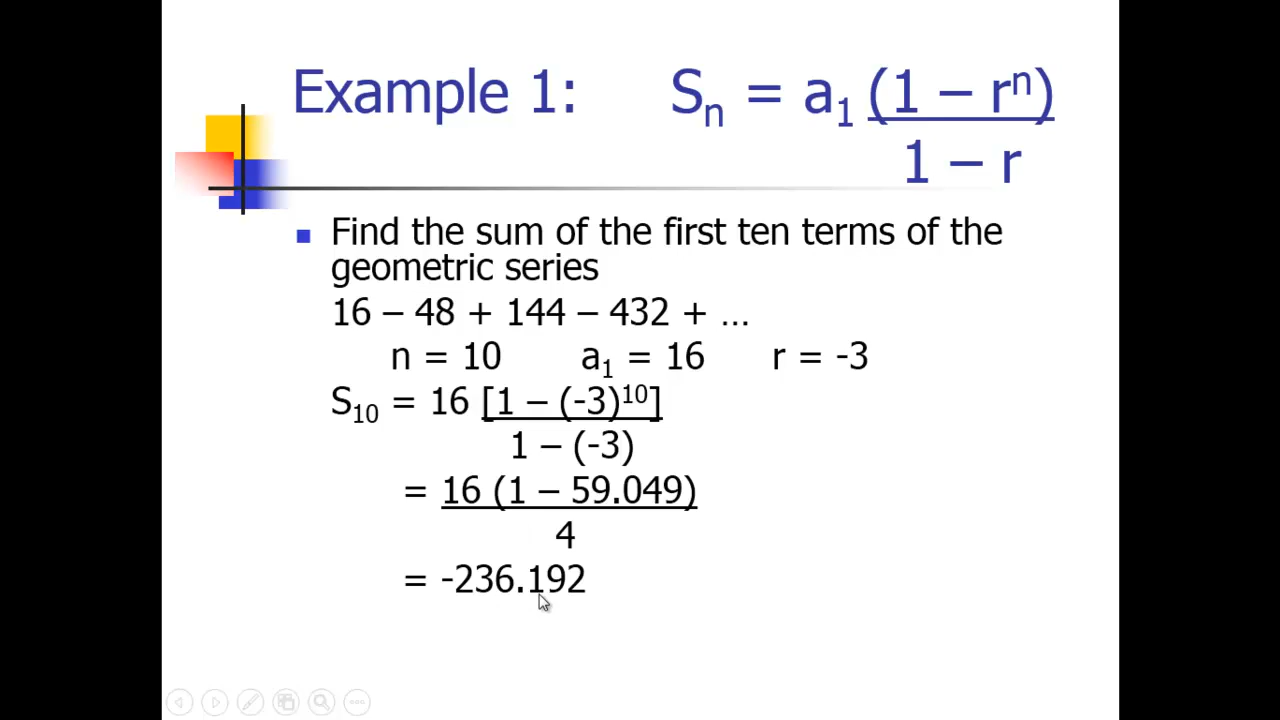 Example 1: Sₙ = a₁ (1 – rⁿ)
1 – r
Find the sum of the first ten terms of the
geometric series
16 – 48 + 144 – 432 + …
n = 10 a₁ = 16 r = -3
S₁₀ = 16 [1 – (-3)¹⁰]
1 – (-3)
= 16 (1 – 59.049)
4
= -236.192